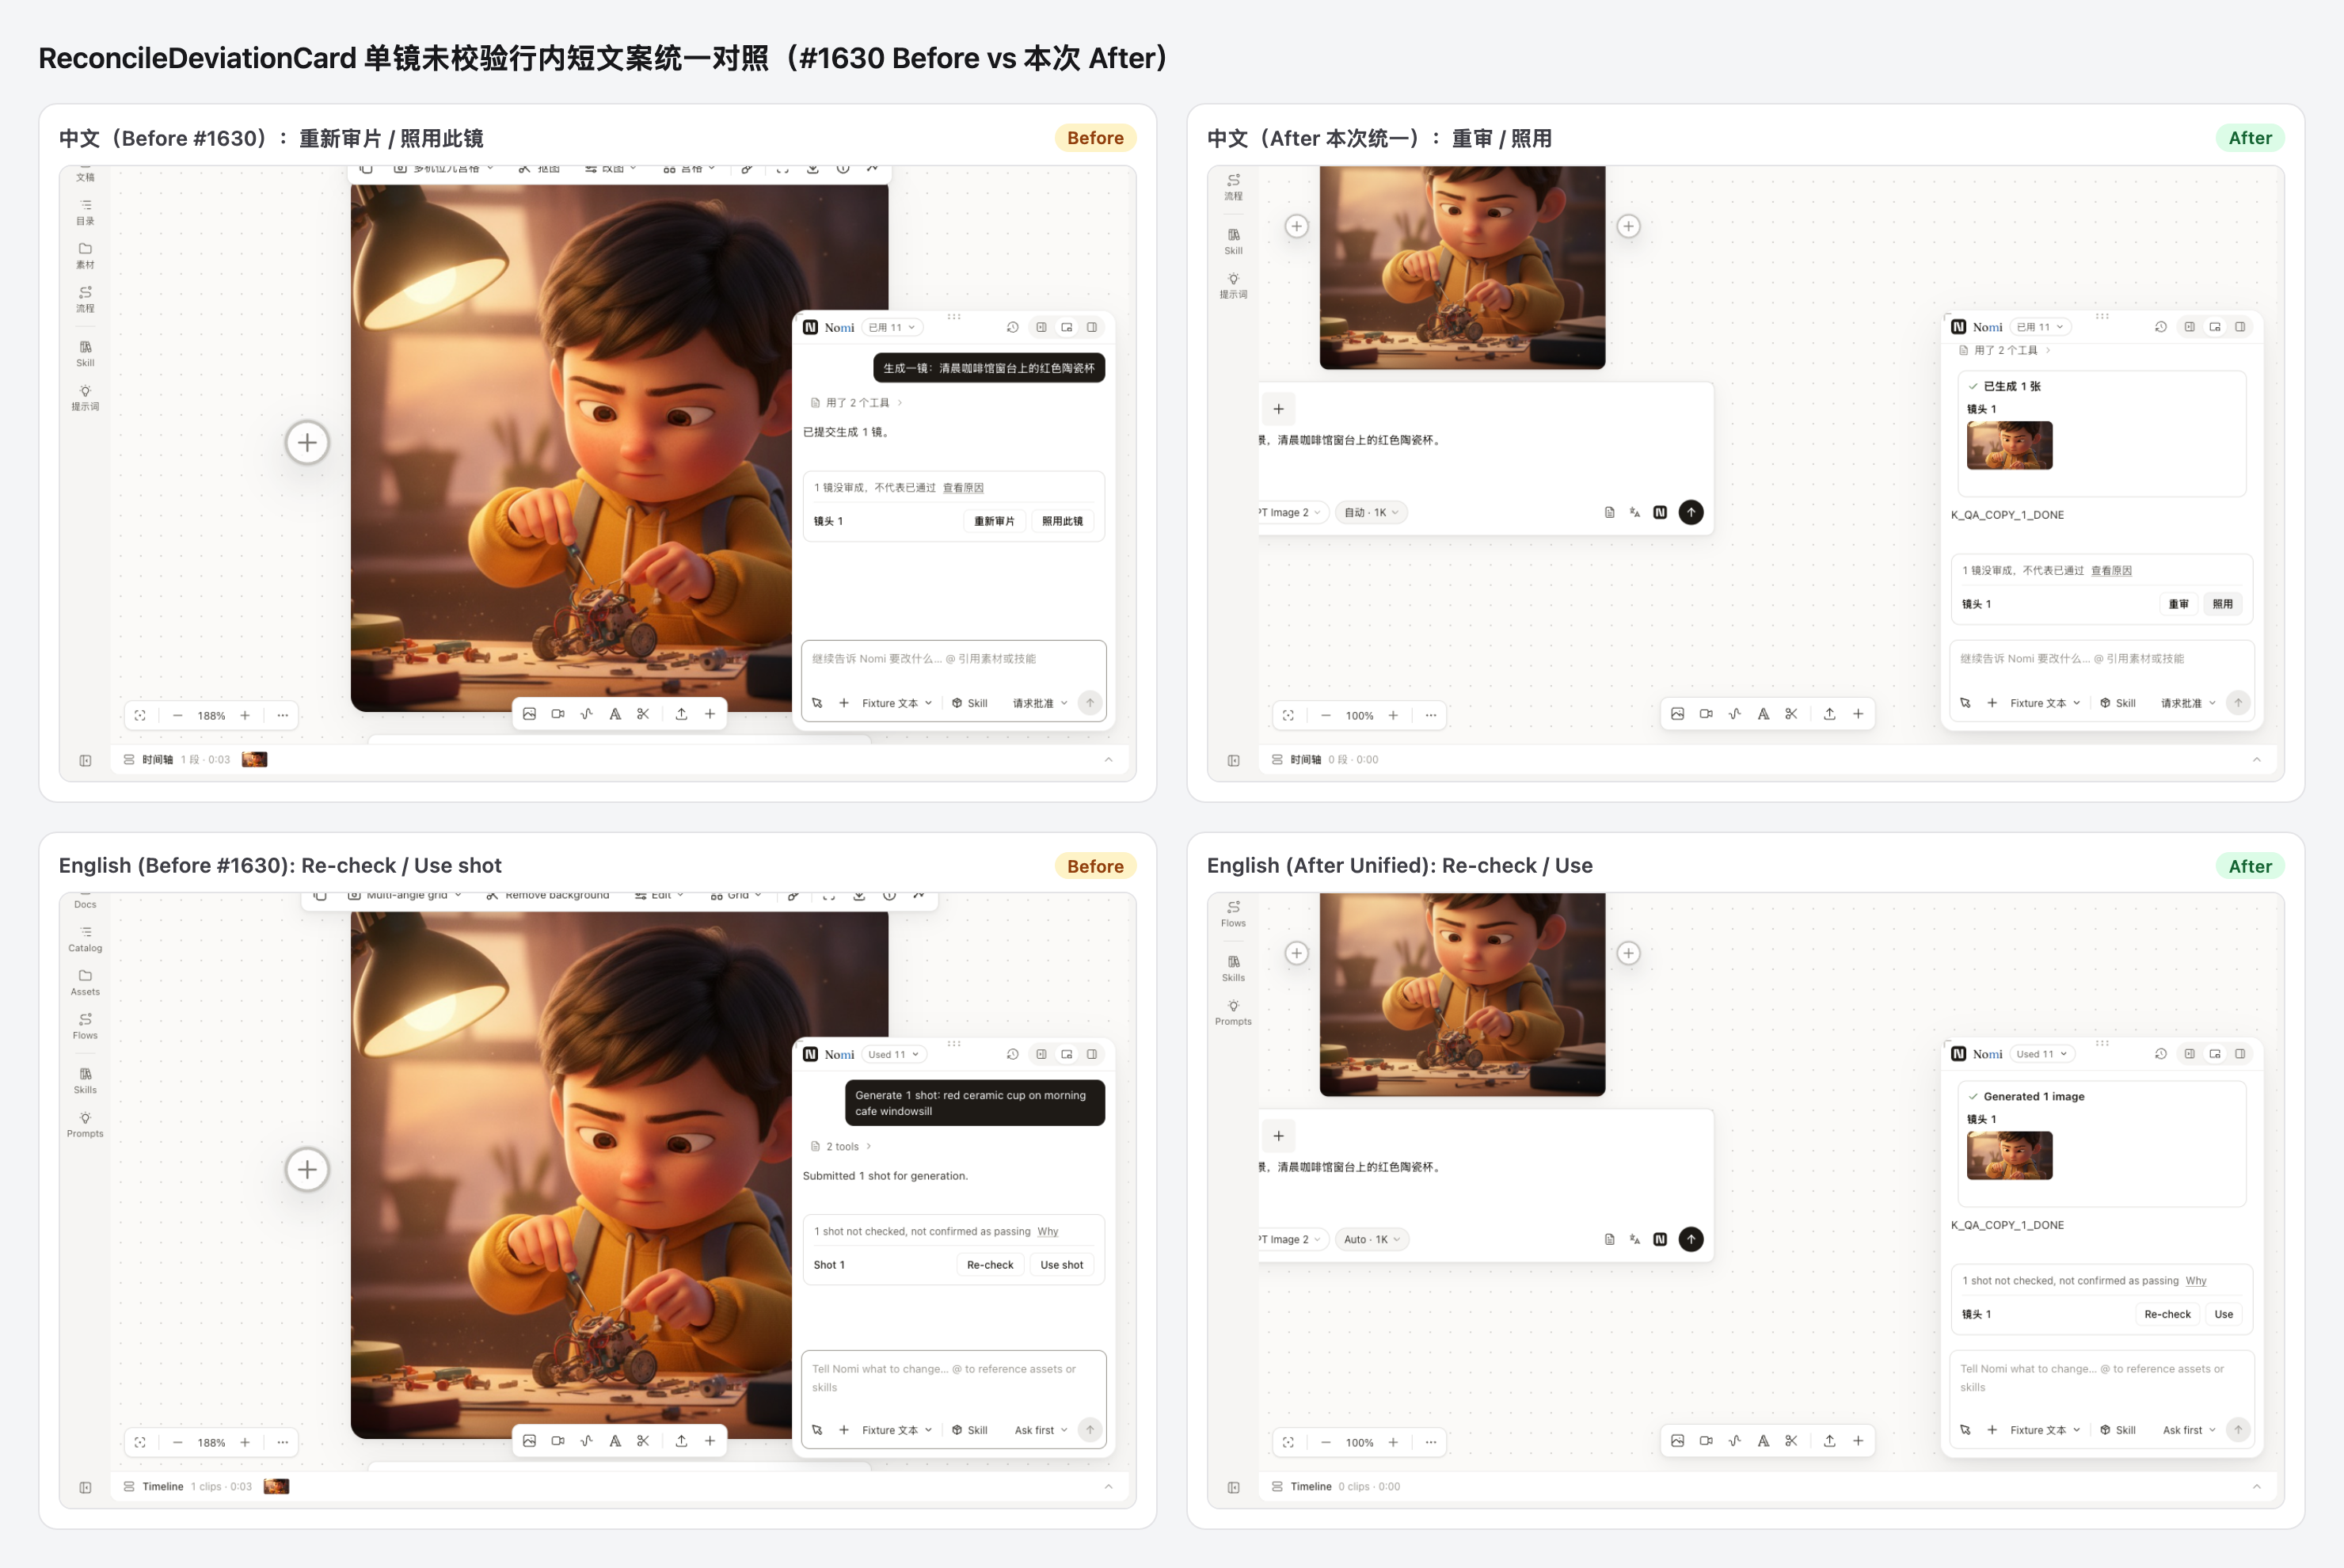 ReconcileDeviationCard 单镜未校验行内短文案统一对照（#1630 Before vs 本次 After）
中文（Before #1630）：重新审片 / 照用此镜
Before
多机位九宫格
抠图
改图
宫格
文稿
目录
素材
流程
Skill
提示词
Nomi
已用 11
生成一镜：清晨咖啡馆窗台上的红色陶瓷杯
用了 2 个工具
已提交生成 1 镜。
1 镜没审成，不代表已通过 查看原因
镜头 1
重新审片
照用此镜
继续告诉 Nomi 要改什么... @ 引用素材或技能
Fixture 文本
Skill
请求批准
188%
时间轴 1 段 · 0:03
中文（After 本次统一）：重审 / 照用
After
流程
Skill
提示词
景，清晨咖啡馆窗台上的红色陶瓷杯。
PT Image 2
自动 · 1K
Nomi
已用 11
用了 2 个工具
已生成 1 张
镜头 1
K_QA_COPY_1_DONE
1 镜没审成，不代表已通过 查看原因
镜头 1
重审
照用
继续告诉 Nomi 要改什么... @ 引用素材或技能
Fixture 文本
Skill
请求批准
100%
时间轴 0 段 · 0:00
English (Before #1630): Re-check / Use shot
Before
Multi-angle grid
Remove background
Edit
Grid
Docs
Catalog
Assets
Flows
Skills
Prompts
Nomi
Used 11
Generate 1 shot: red ceramic cup on morning
cafe windowsill
2 tools
Submitted 1 shot for generation.
1 shot not checked, not confirmed as passing Why
Shot 1
Re-check
Use shot
Tell Nomi what to change... @ to reference assets or
skills
Fixture 文本
Skill
Ask first
188%
Timeline 1 clips · 0:03
English (After Unified): Re-check / Use
After
Flows
Skills
Prompts
景，清晨咖啡馆窗台上的红色陶瓷杯。
PT Image 2
Auto · 1K
Nomi
Used 11
Generated 1 image
镜头 1
K_QA_COPY_1_DONE
1 shot not checked, not confirmed as passing Why
镜头 1
Re-check
Use
Tell Nomi what to change... @ to reference assets or
skills
Fixture 文本
Skill
Ask first
100%
Timeline 0 clips · 0:00